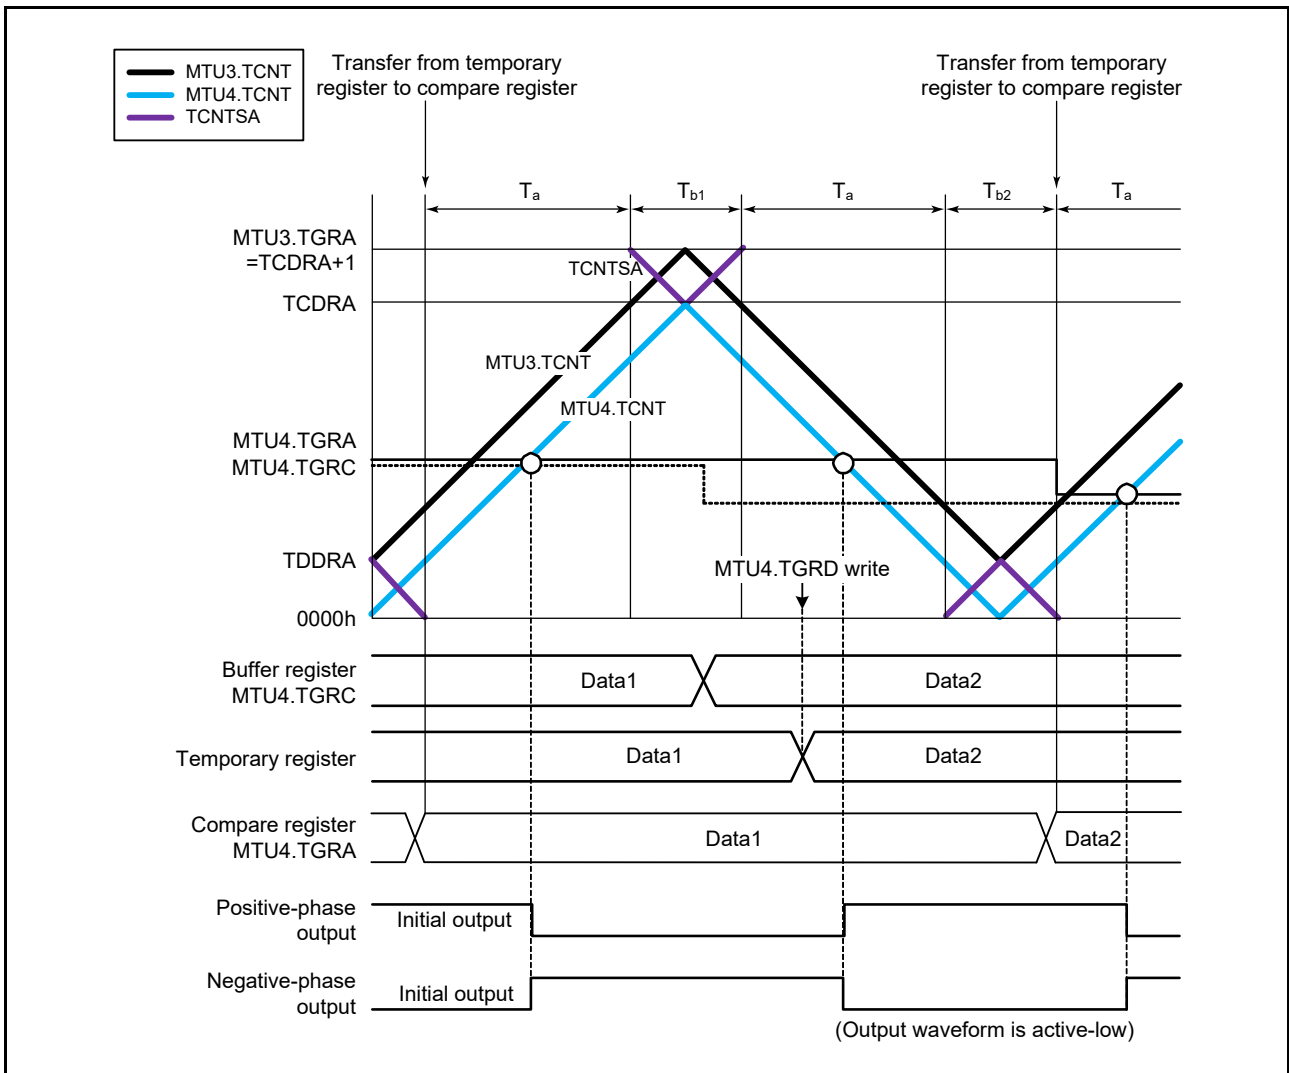 MTU3.TCNT
MTU4.TCNT
TCNTSA
Transfer from temporary
register to compare register
Transfer from temporary
register to compare register
Ta
Tb1
Ta
Tb2
Ta
MTU3.TGRA
=TCDRA+1
TCNTSA
TCDRA
MTU3.TCNT
MTU4.TCNT
MTU4.TGRA
MTU4.TGRC
TDDRA
MTU4.TGRD write
0000h
Buffer register
MTU4.TGRC
Data1
Data2
Temporary register
Data1
Data2
Compare register
MTU4.TGRA
Data1
Data2
Positive-phase
output
Initial output
Negative-phase
output
Initial output
(Output waveform is active-low)